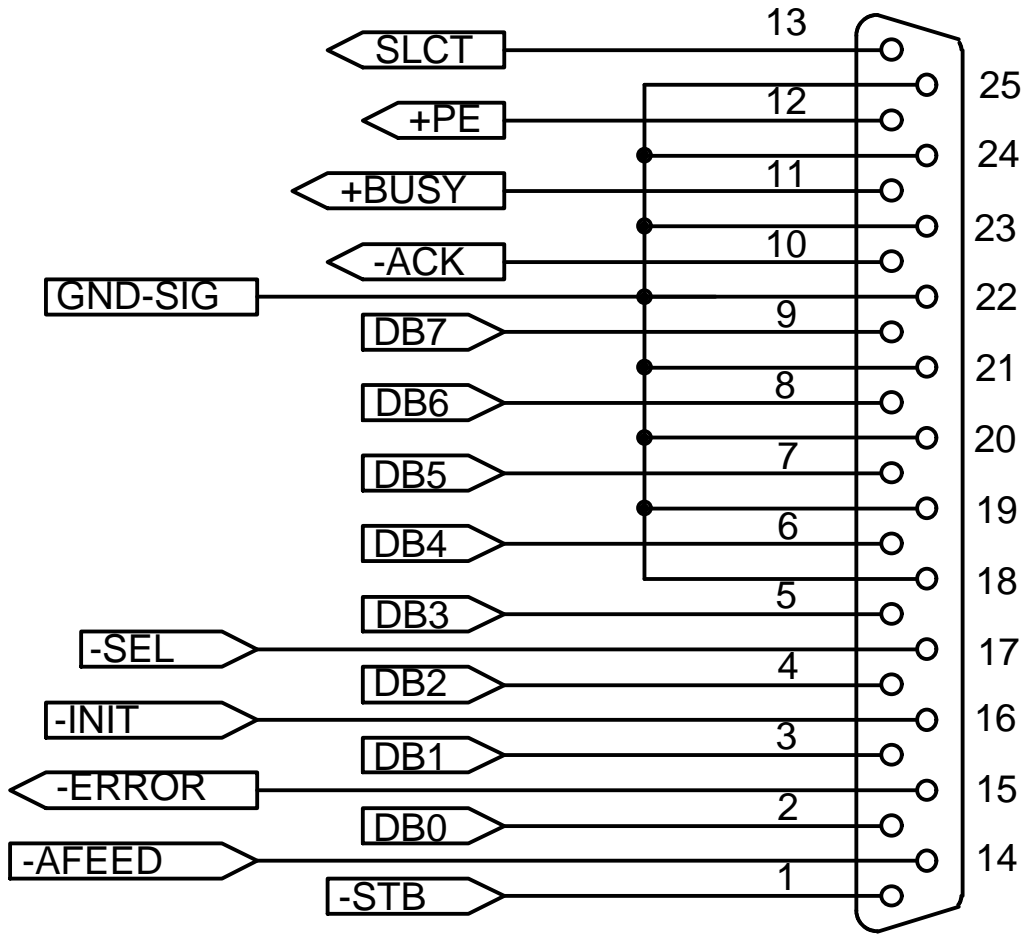 13
SLCT
25
12
+PE
24
11
+BUSY
23
10
-ACK
GND-SIG
22
9
DB7
21
8
DB6
20
7
DB5
19
6
DB4
18
5
DB3
-SEL
17
4
DB2
-INIT
16
3
DB1
-ERROR
15
2
DB0
-AFEED
14
1
-STB